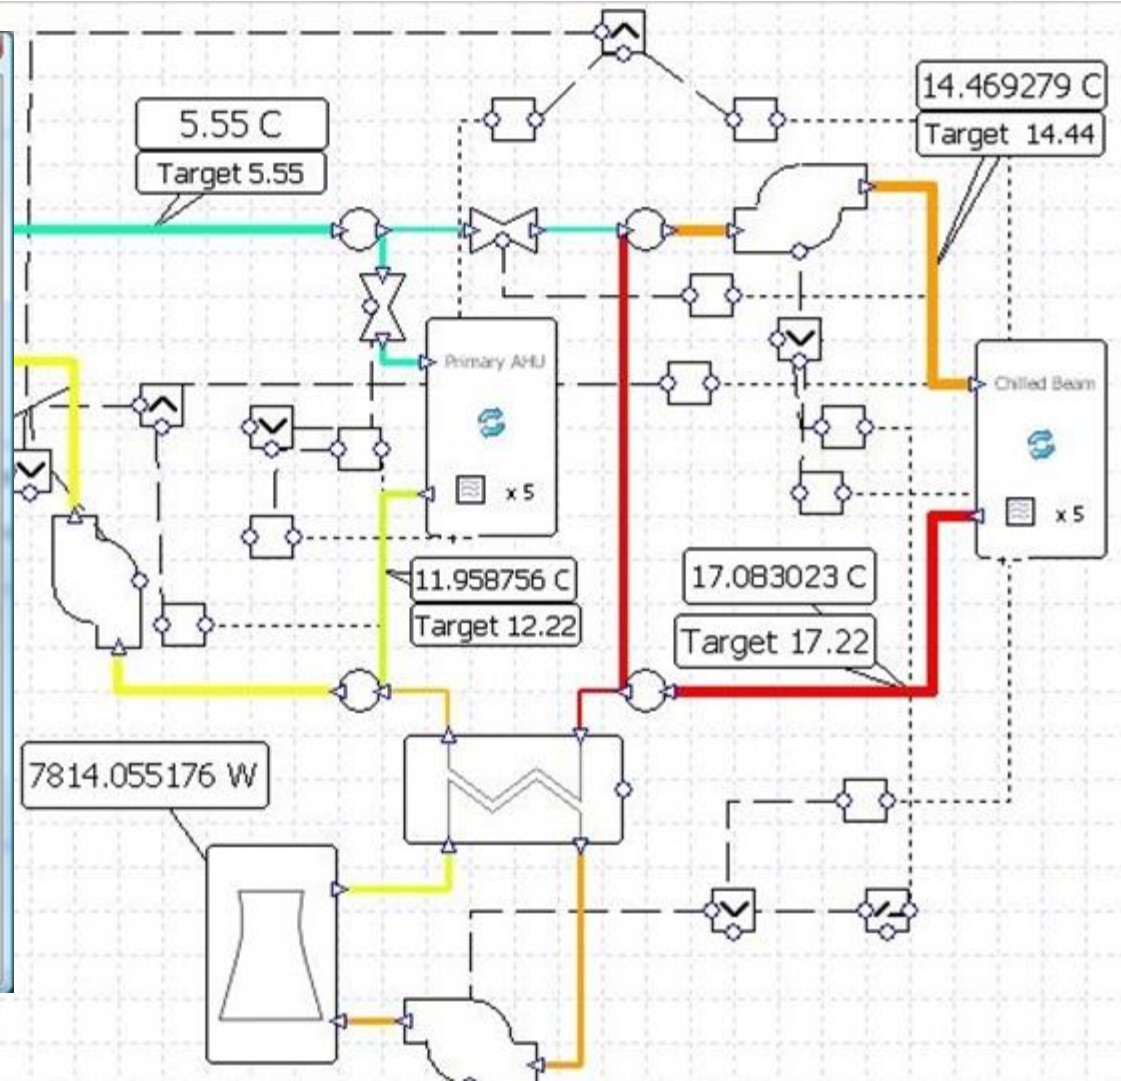 14.469279 C
Target 14.44
5.55 C
Target 5.55
Primary AHU
x 5
Chilled Beam
x 5
11.958756 C
Target 12.22
17.083023 C
Target 17.22
7814.055176 W